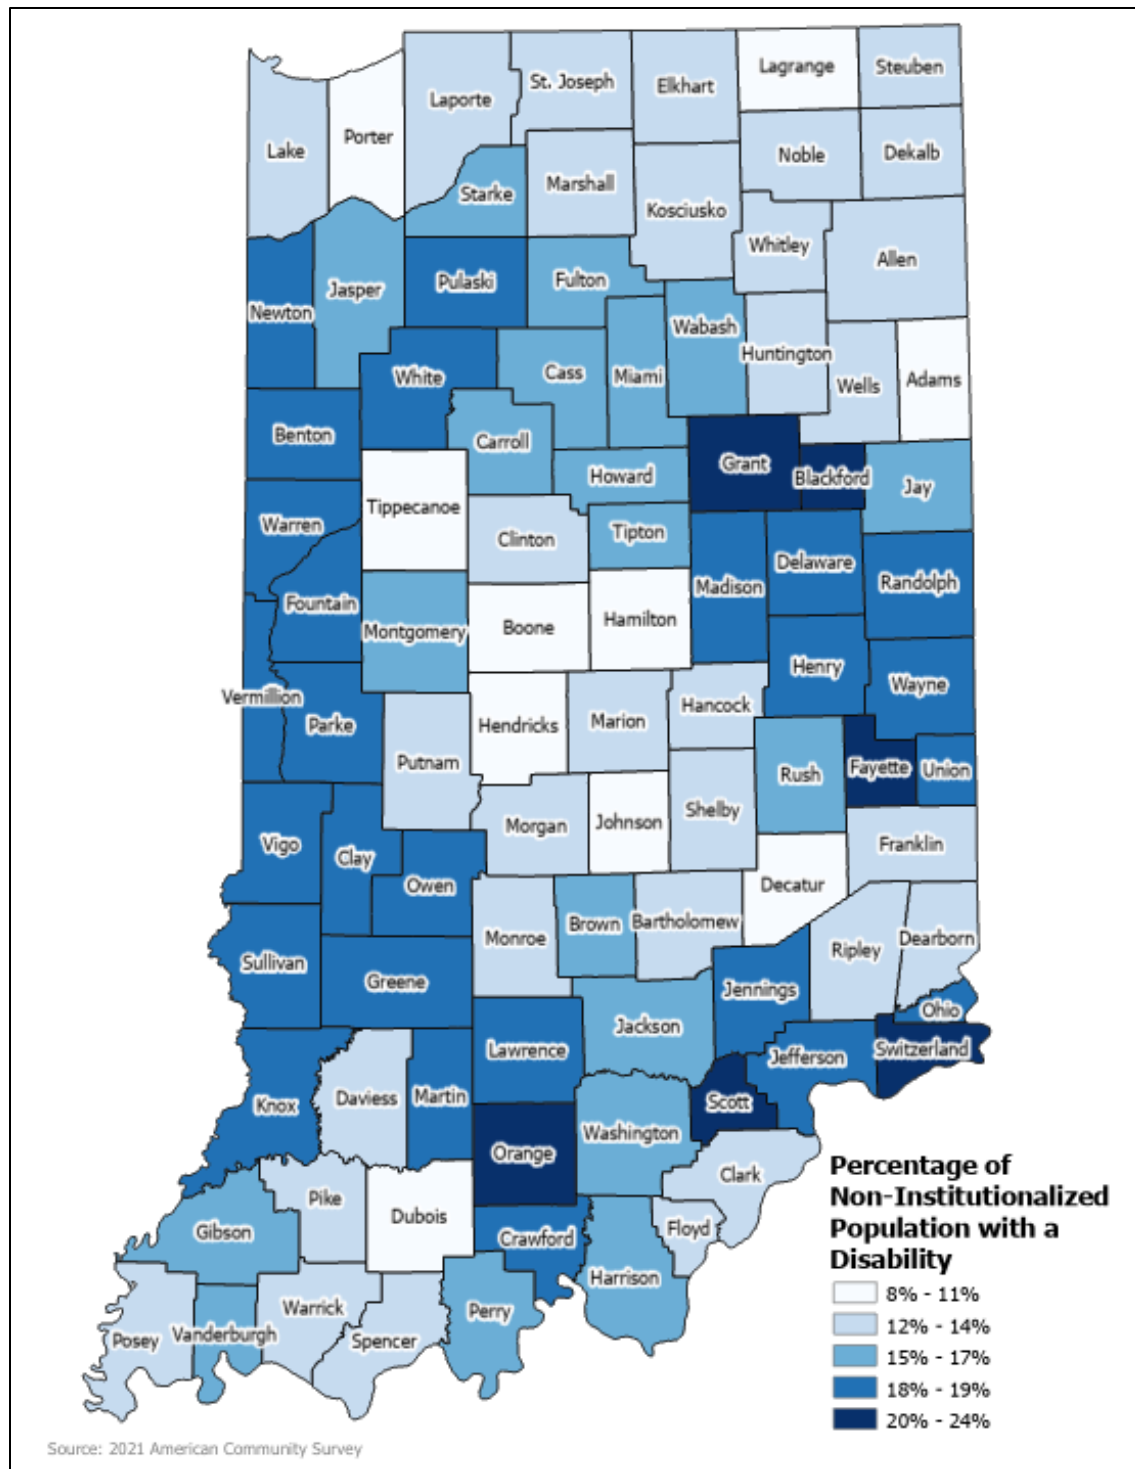 Lagrange
Steuben
St. Joseph
Elkhart
Laporte
Porter
Lake
Noble
Dekalb
Marshall
Starke
Kosciusko
Whitley
Allen
Pulaski
Fulton
Jasper
Newton
Wabash
Huntington
Cass
Miami
White
Wells
Adams
Benton
Carroll
Grant
Howard
Blackford
Jay
Tippecanoe
Warren
Tipton
Clinton
Delaware
Randolph
Madison
Fountain
Hamilton
Boone
Montgomery
Henry
Wayne
Vermillion
Parke
Hendricks
Marion
Hancock
Putnam
Rush
Fayette
Union
Shelby
Johnson
Morgan
Vigo
Clay
Franklin
Owen
Decatur
Brown
Bartholomew
Monroe
Dearborn
Ripley
Sullivan
Greene
Jennings
Ohio
Jackson
Lawrence
Switzerland
Jefferson
Martin
Daviess
Knox
Scott
Washington
Orange
Clark
Pike
Dubois
Floyd
Gibson
Crawford
Harrison
Warrick
Perry
Vanderburgh
Posey
Spencer
Percentage of
Non-Institutionalized
Population with a
Disability
8% - 11%
12% - 14%
15% - 17%
18% - 19%
20% - 24%
Source: 2021 American Community Survey